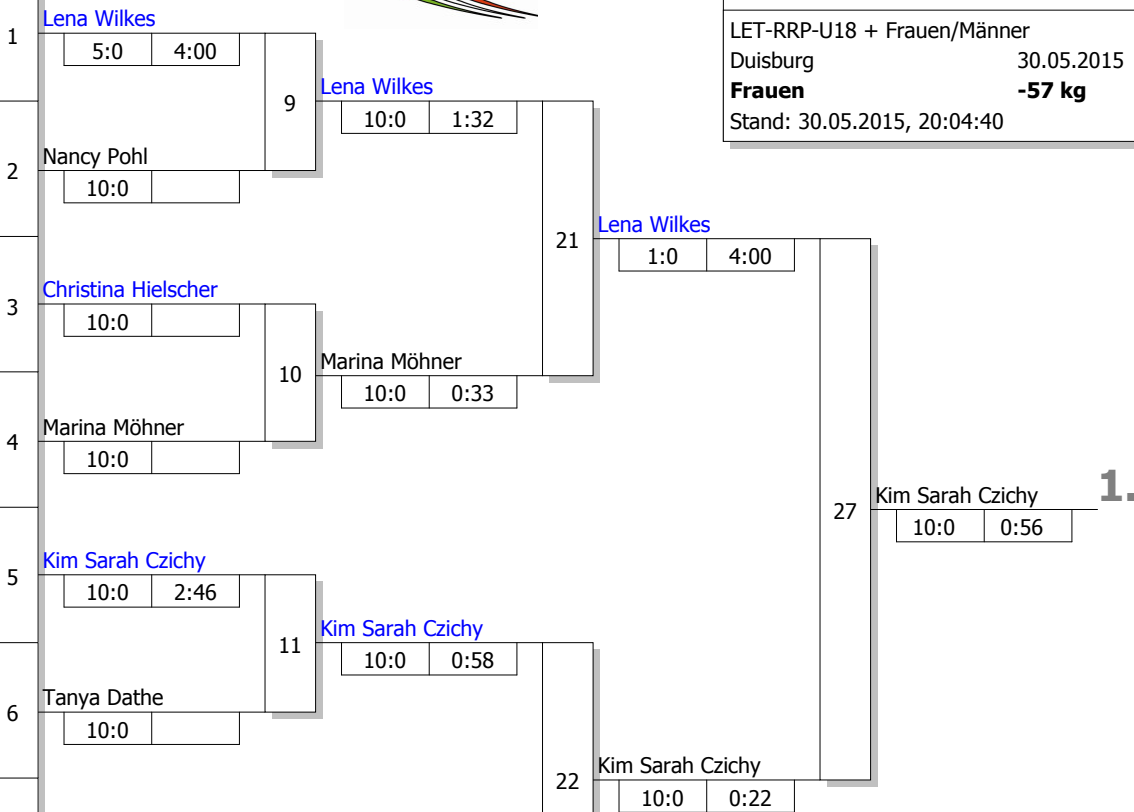 LET-RRP-U18 + Frauen/Männer
Duisburg 30.05.2015
Frauen -57 kg
Stand: 30.05.2015, 20:04:40
1
Lena Wilkes
5:0 4:00
9
Lena Wilkes
10:0 1:32
2
Nancy Pohl
10:0
21
Lena Wilkes
1:0 4:00
3
Christina Hielscher
10:0
10
Marina Möhner
10:0 0:33
4
Marina Möhner
10:0
27
Kim Sarah Czichy 1.
10:0 0:56
5
Kim Sarah Czichy
10:0 2:46
11
Kim Sarah Czichy
10:0 0:58
6
Tanya Dathe
10:0
22
Kim Sarah Czichy
10:0 0:22